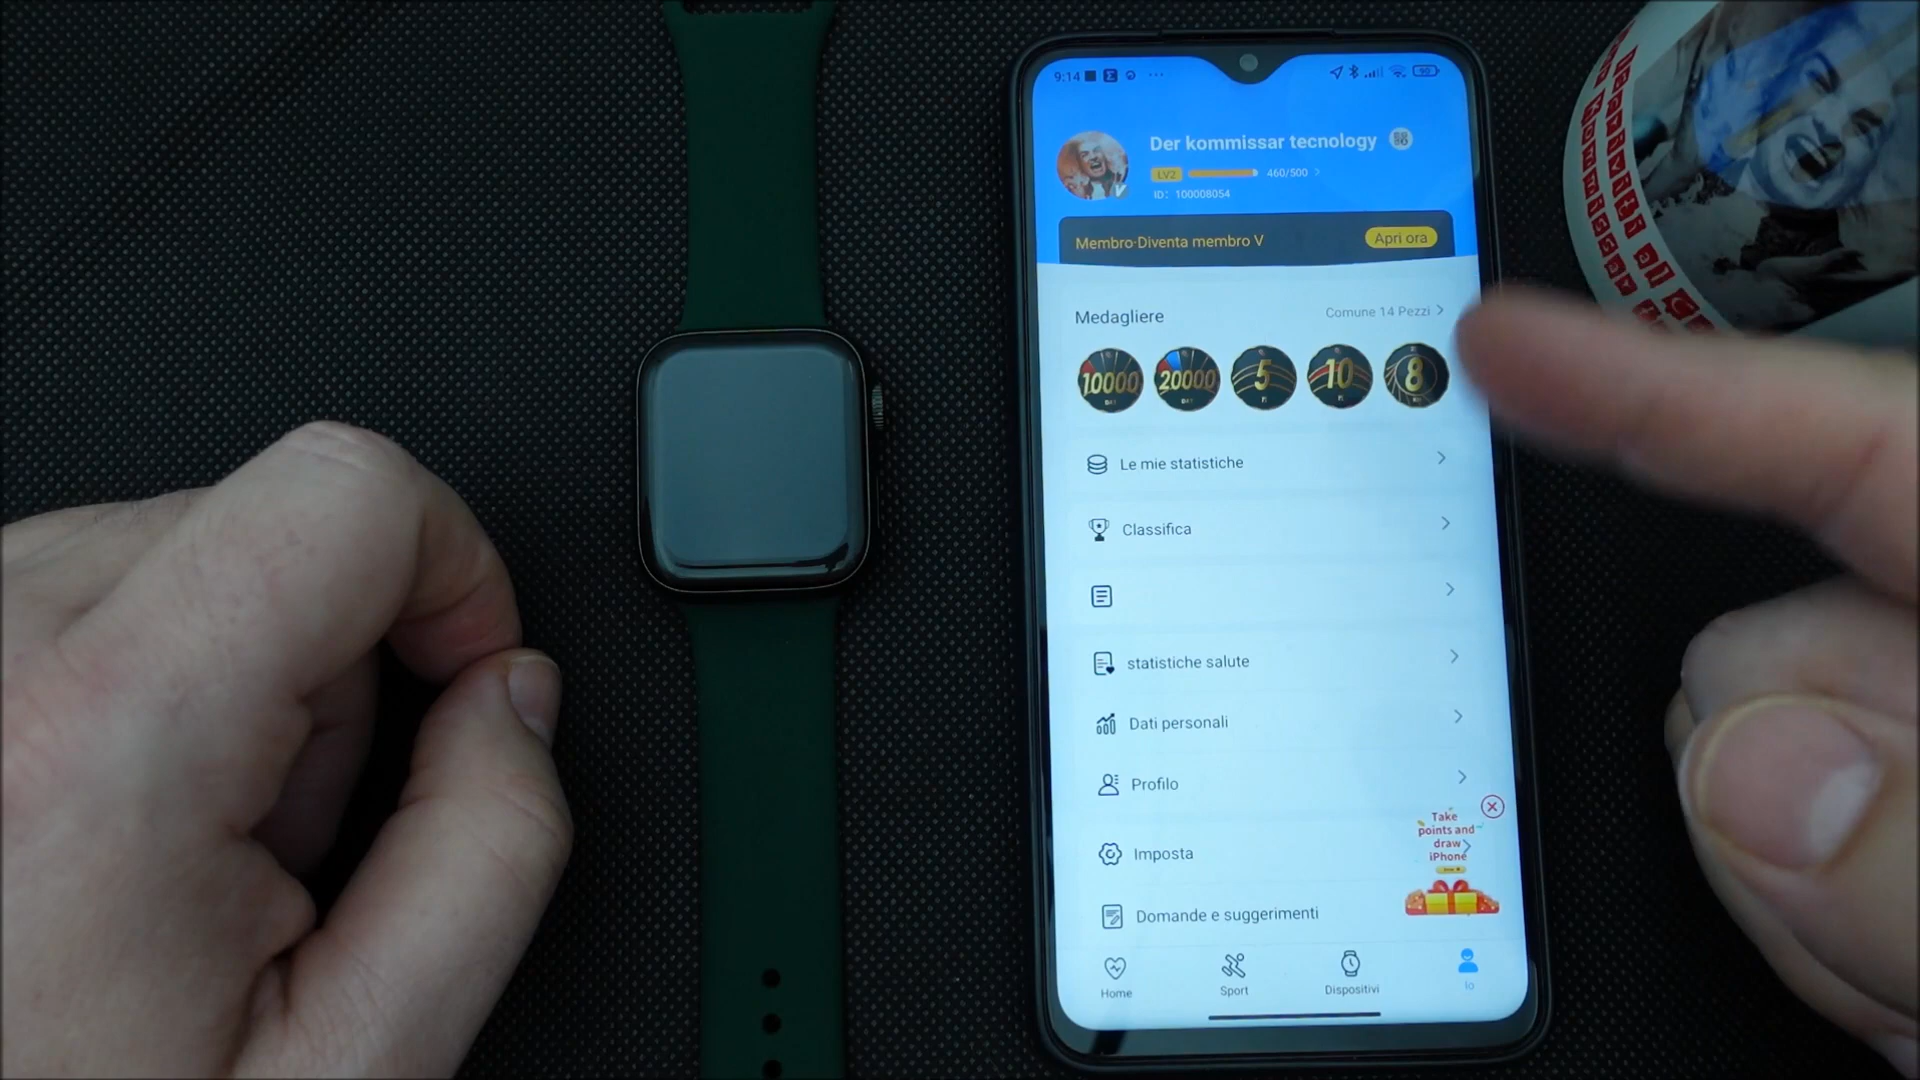 9:14
90
Der kommissar tecnology
LV2 460/500
ID: 100008054
Membro·Diventa membro V
Apri ora
Medagliere
Comune 14 Pezzi
10000
20000
5
10
8
Le mie statistiche
Classifica
statistiche salute
Dati personali
Profilo
Take
points and
draw
iPhone
Imposta
Domande e suggerimenti
Home
Sport
Dispositivi
Io